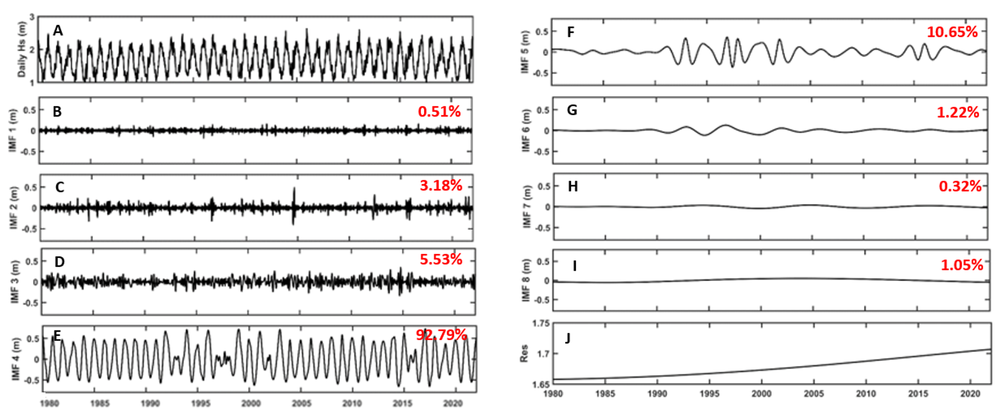 A
Daily Hs (m)
3
2
1
B
0.51%
IMF 1 (m)
0.5
0
-0.5
C
3.18%
IMF 2 (m)
0.5
0
-0.5
D
5.53%
IMF 3 (m)
0.5
0
-0.5
E
92.79%
IMF 4 (m)
0.5
0
-0.5
1980 1985 1990 1995 2000 2005 2010 2015 2020
F
10.65%
IMF 5 (m)
0.5
0
-0.5
G
1.22%
IMF 6 (m)
0.5
0
-0.5
H
0.32%
IMF 7 (m)
0.5
0
-0.5
I
1.05%
IMF 8 (m)
0.5
0
-0.5
J
Res
1.75
1.7
1.65
1980 1985 1990 1995 2000 2005 2010 2015 2020